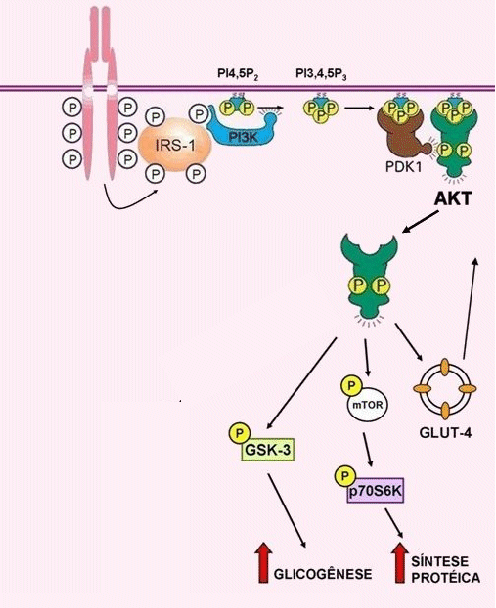 PI4,5P2
PI3,4,5P3
P P
P P P
P P P
P P P
P
P
P
P
P
P
P
P
P
P
IRS-1
PI3K
P P
PDK1
AKT
P P
P
mTOR
GLUT-4
P
GSK-3
P
p70S6K
GLICOGÊNESE
SÍNTESE
PROTÉICA